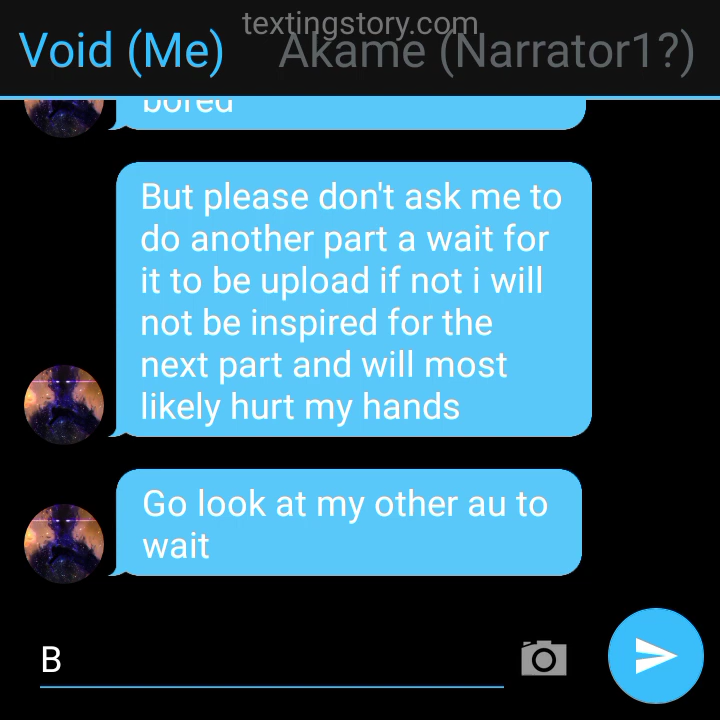 textingstory.com
Void (Me) Akame (Narrator1?)
bored
But please don't ask me to
do another part a wait for
it to be upload if not i will
not be inspired for the
next part and will most
likely hurt my hands
Go look at my other au to
wait
B